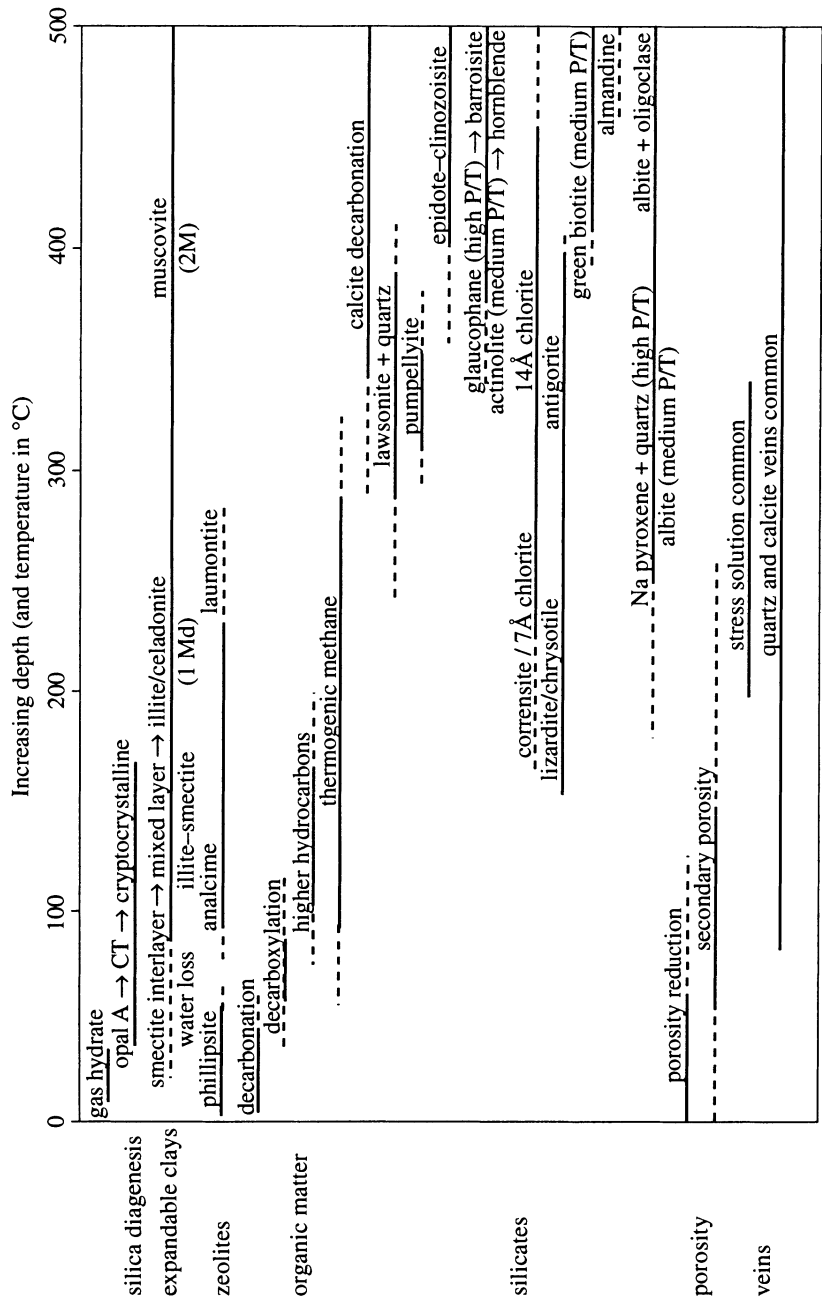 Increasing depth (and temperature in °C)
0 100 200 300 400 500
gas hydrate
silica diagenesis
opal A → CT → cryptocrystalline
expandable clays
smectite interlayer → mixed layer → illite/celadonite
muscovite
water loss
illite–smectite
(1 Md)
(2M)
zeolites
phillipsite
analcime
laumontite
organic matter
decarbonation
decarboxylation
higher hydrocarbons
thermogenic methane
calcite decarbonation
lawsonite + quartz
pumpellyite
epidote–clinozoisite
glaucophane (high P/T) → barroisite
actinolite (medium P/T) → hornblende
silicates
corrensite / 7Å chlorite
14Å chlorite
lizardite/chrysotile
antigorite
green biotite (medium P/T)
almandine
Na pyroxene + quartz (high P/T)
albite + oligoclase
albite (medium P/T)
porosity
porosity reduction
secondary porosity
veins
stress solution common
quartz and calcite veins common